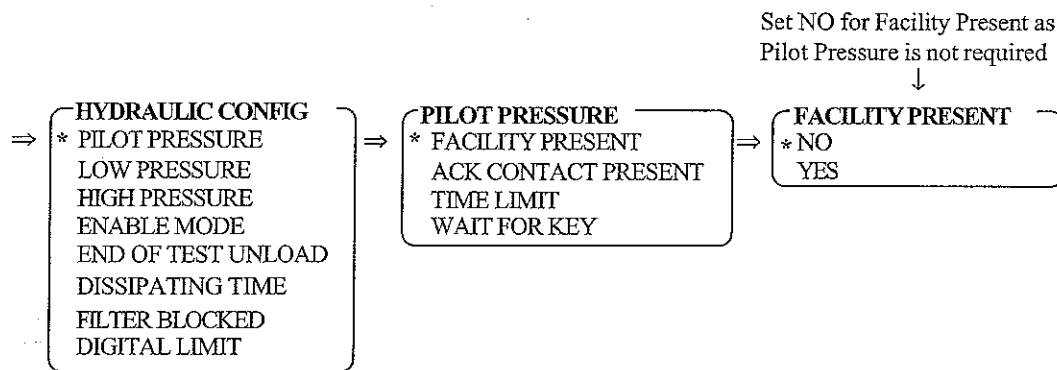 Set NO for Facility Present as
Pilot Pressure is not required
↓
⇒ HYDRAULIC CONFIG
* PILOT PRESSURE
LOW PRESSURE
HIGH PRESSURE
ENABLE MODE
END OF TEST UNLOAD
DISSIPATING TIME
FILTER BLOCKED
DIGITAL LIMIT
⇒ PILOT PRESSURE
* FACILITY PRESENT
ACK CONTACT PRESENT
TIME LIMIT
WAIT FOR KEY
⇒ FACILITY PRESENT
* NO
YES